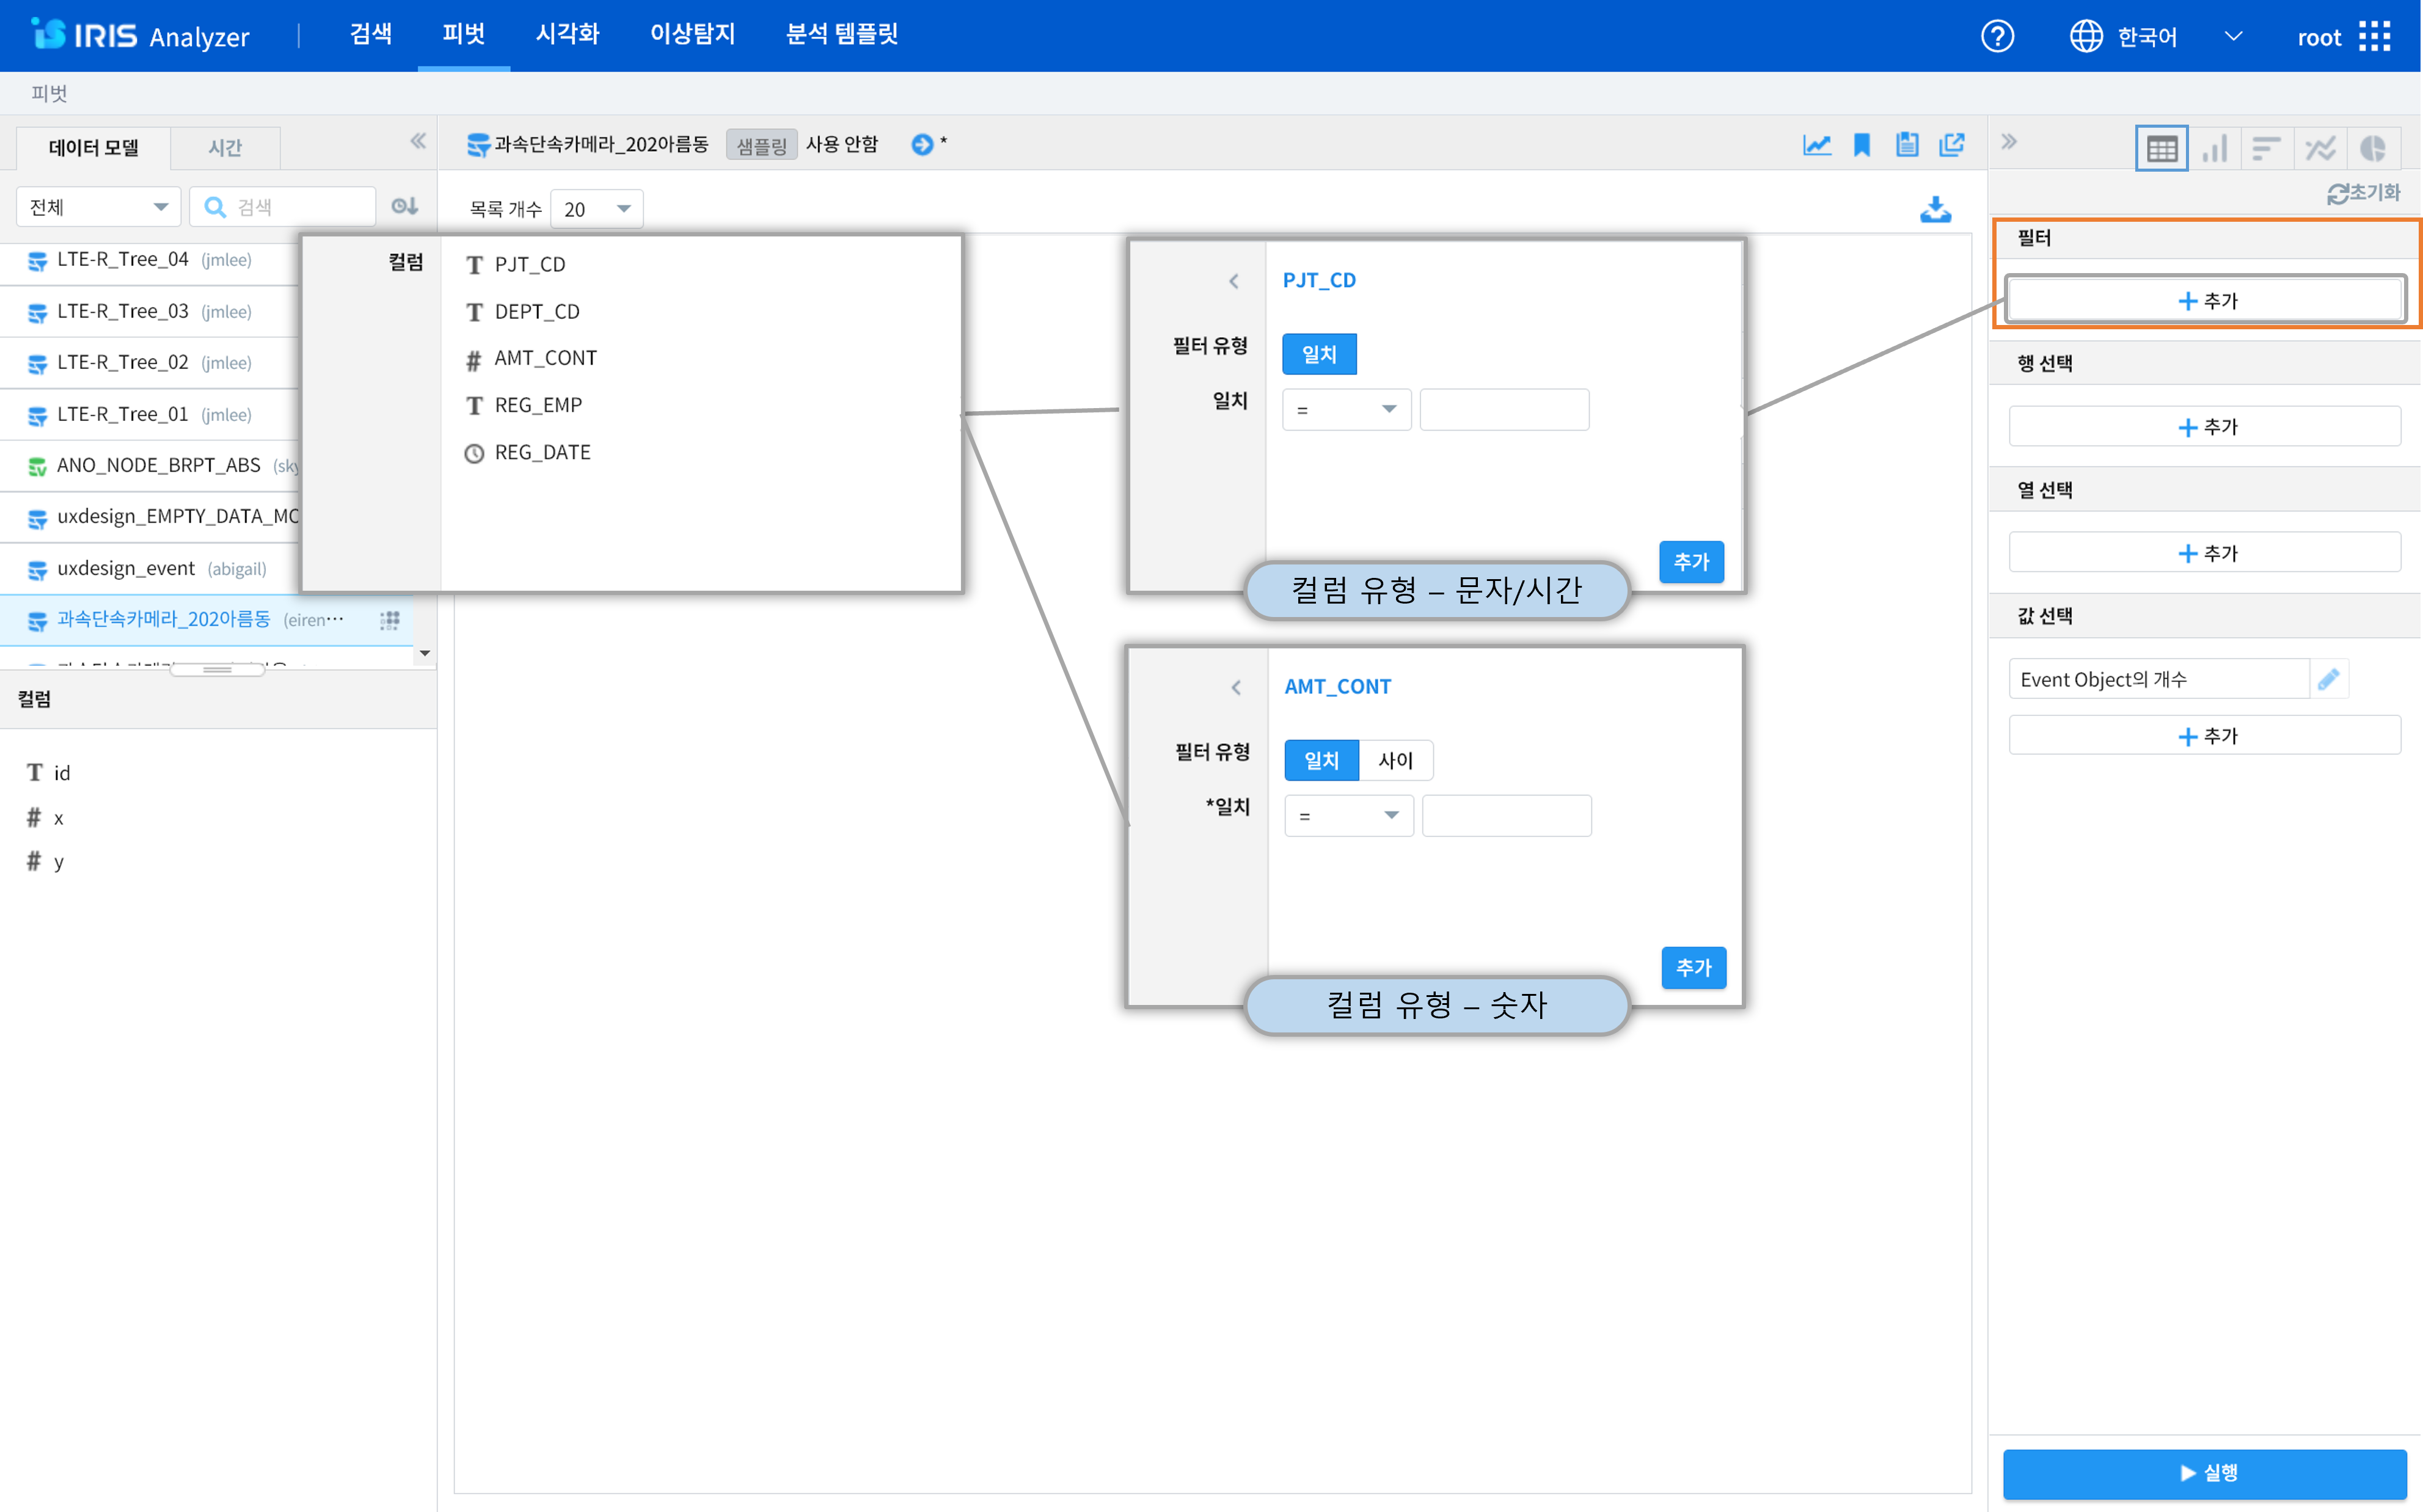 IRIS Analyzer
검색
피벗
시각화
이상탐지
분석 템플릿
?
한국어
root
피벗
데이터 모델
시간
전체
검색
LTE-R_Tree_04 (jmlee)
LTE-R_Tree_03 (jmlee)
LTE-R_Tree_02 (jmlee)
LTE-R_Tree_01 (jmlee)
ANO_NODE_BRPT_ABS (sky
uxdesign_EMPTY_DATA_MO
uxdesign_event (abigail)
과속단속카메라_202아름동 (eiren···
컬럼
T id
# x
# y
과속단속카메라_202아름동
샘플링
사용 안함
*
목록 개수
20
컬럼
T PJT_CD
T DEPT_CD
# AMT_CONT
T REG_EMP
REG_DATE
PJT_CD
필터 유형
일치
일치
=
추가
컬럼 유형 – 문자/시간
AMT_CONT
필터 유형
일치
사이
*일치
=
추가
컬럼 유형 – 숫자
초기화
필터
+ 추가
행 선택
+ 추가
열 선택
+ 추가
값 선택
Event Object의 개수
+ 추가
실행